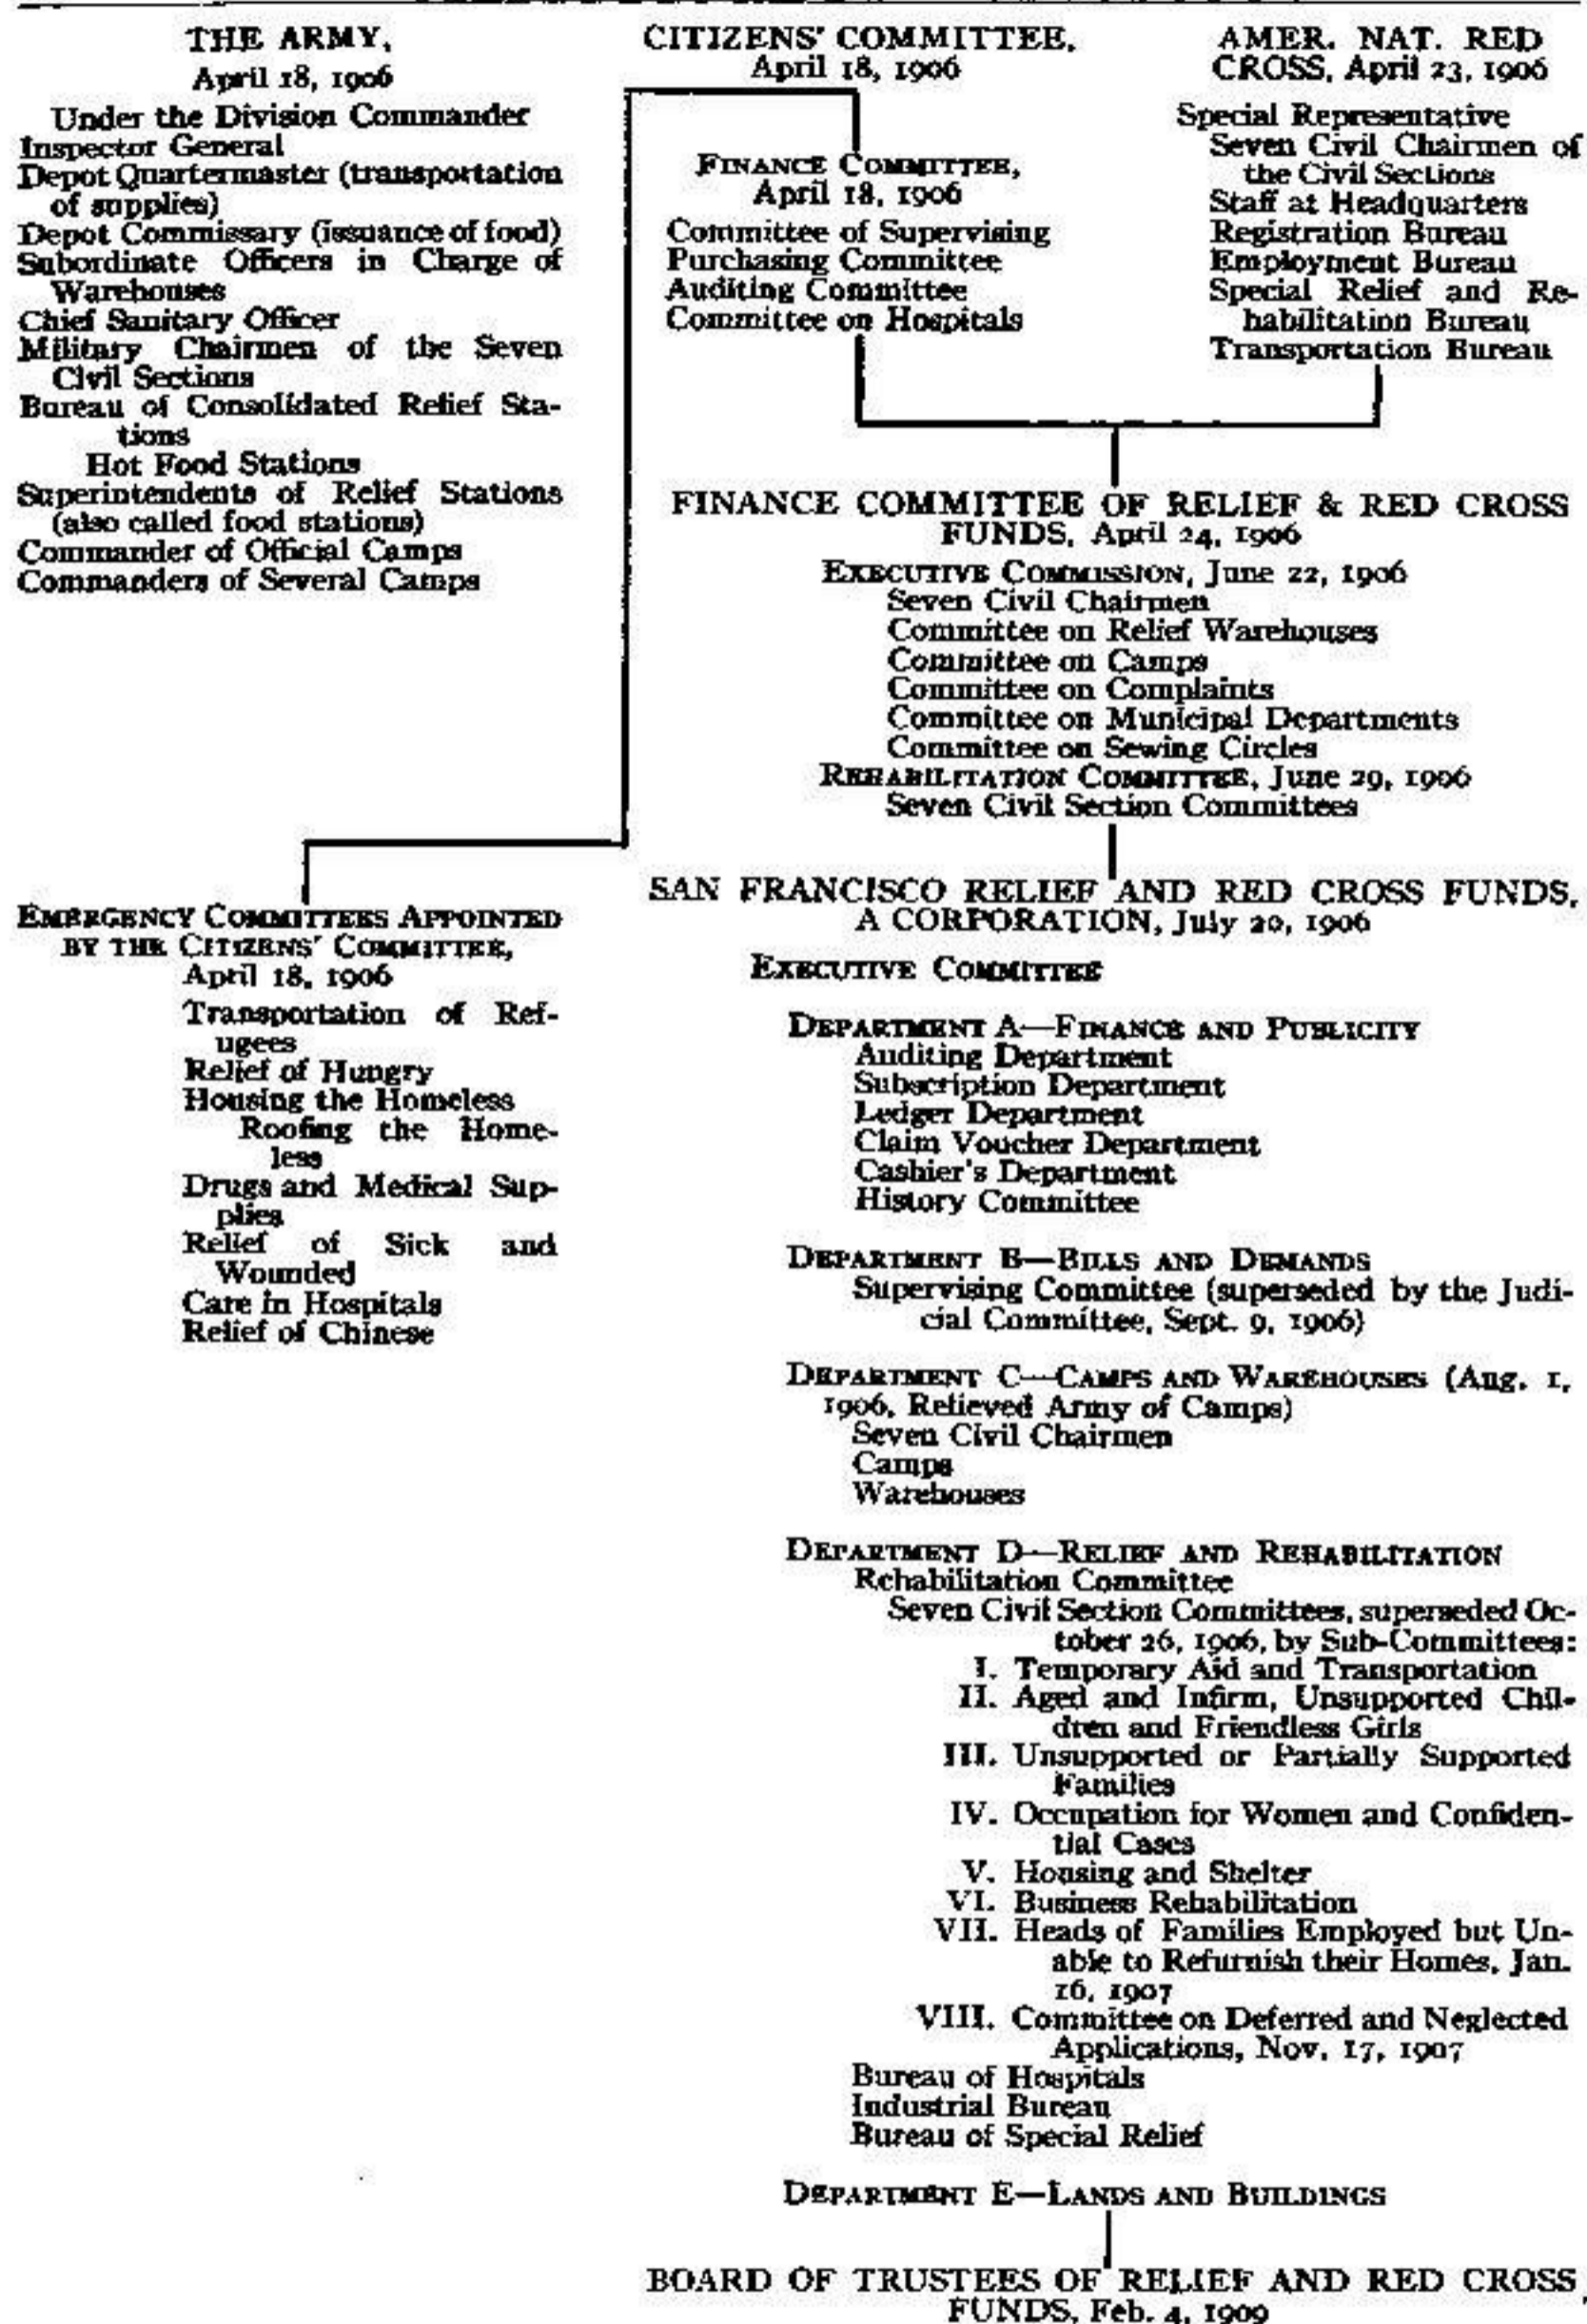 THE ARMY,
April 18, 1906
Under the Division Commander
Inspector General
Depot Quartermaster (transportation
of supplies)
Depot Commissary (issuance of food)
Subordinate Officers in Charge of
Warehouses
Chief Sanitary Officer
Military Chairmen of the Seven
Civil Sections
Bureau of Consolidated Relief Sta-
tions
Hot Food Stations
Superintendents of Relief Stations
(also called food stations)
Commander of Official Camps
Commanders of Several Camps
CITIZENS' COMMITTEE,
April 18, 1906
FINANCE COMMITTEE,
April 18, 1906
Committee of Supervising
Purchasing Committee
Auditing Committee
Committee on Hospitals
AMER. NAT. RED
CROSS, April 23, 1906
Special Representative
Seven Civil Chairmen of
the Civil Sections
Staff at Headquarters
Registration Bureau
Employment Bureau
Special Relief and Re-
habilitation Bureau
Transportation Bureau
FINANCE COMMITTEE OF RELIEF & RED CROSS
FUNDS, April 24, 1906
EXECUTIVE COMMISSION, June 22, 1906
Seven Civil Chairmen
Committee on Relief Warehouses
Committee on Camps
Committee on Complaints
Committee on Municipal Departments
Committee on Sewing Circles
REHABILITATION COMMITTEE, June 29, 1906
Seven Civil Section Committees
EMERGENCY COMMITTEES APPOINTED
BY THE CITIZENS' COMMITTEE,
April 18, 1906
Transportation of Ref-
ugees
Relief of Hungry
Housing the Homeless
Roofing the Home-
less
Drugs and Medical Sup-
plies
Relief of Sick and
Wounded
Care in Hospitals
Relief of Chinese
SAN FRANCISCO RELIEF AND RED CROSS FUNDS,
A CORPORATION, July 20, 1906
EXECUTIVE COMMITTEE
DEPARTMENT A—FINANCE AND PUBLICITY
Auditing Department
Subscription Department
Ledger Department
Claim Voucher Department
Cashier's Department
History Committee
DEPARTMENT B—BILLS AND DEMANDS
Supervising Committee (superseded by the Judi-
cial Committee, Sept. 9, 1906)
DEPARTMENT C—CAMPS AND WAREHOUSES (Aug. 1,
1906, Relieved Army of Camps)
Seven Civil Chairmen
Camps
Warehouses
DEPARTMENT D—RELIEF AND REHABILITATION
Rehabilitation Committee
Seven Civil Section Committees, superseded Oc-
tober 26, 1906, by Sub-Committees:
I. Temporary Aid and Transportation
II. Aged and Infirm, Unsupported Chil-
dren and Friendless Girls
III. Unsupported or Partially Supported
Families
IV. Occupation for Women and Confiden-
tial Cases
V. Housing and Shelter
VI. Business Rehabilitation
VII. Heads of Families Employed but Un-
able to Refurnish their Homes, Jan.
16, 1907
VIII. Committee on Deferred and Neglected
Applications, Nov. 17, 1907
Bureau of Hospitals
Industrial Bureau
Bureau of Special Relief
DEPARTMENT E—LANDS AND BUILDINGS
BOARD OF TRUSTEES OF RELIEF AND RED CROSS
FUNDS, Feb. 4, 1909